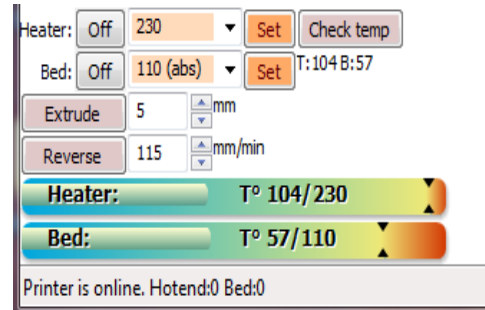 Heater: Off 230 Set Check temp
Bed: Off 110 (abs) Set T:104 B:57
Extrude 5 mm
Reverse 115 mm/min
Heater: T° 104/230
Bed: T° 57/110
Printer is online. Hotend:0 Bed:0